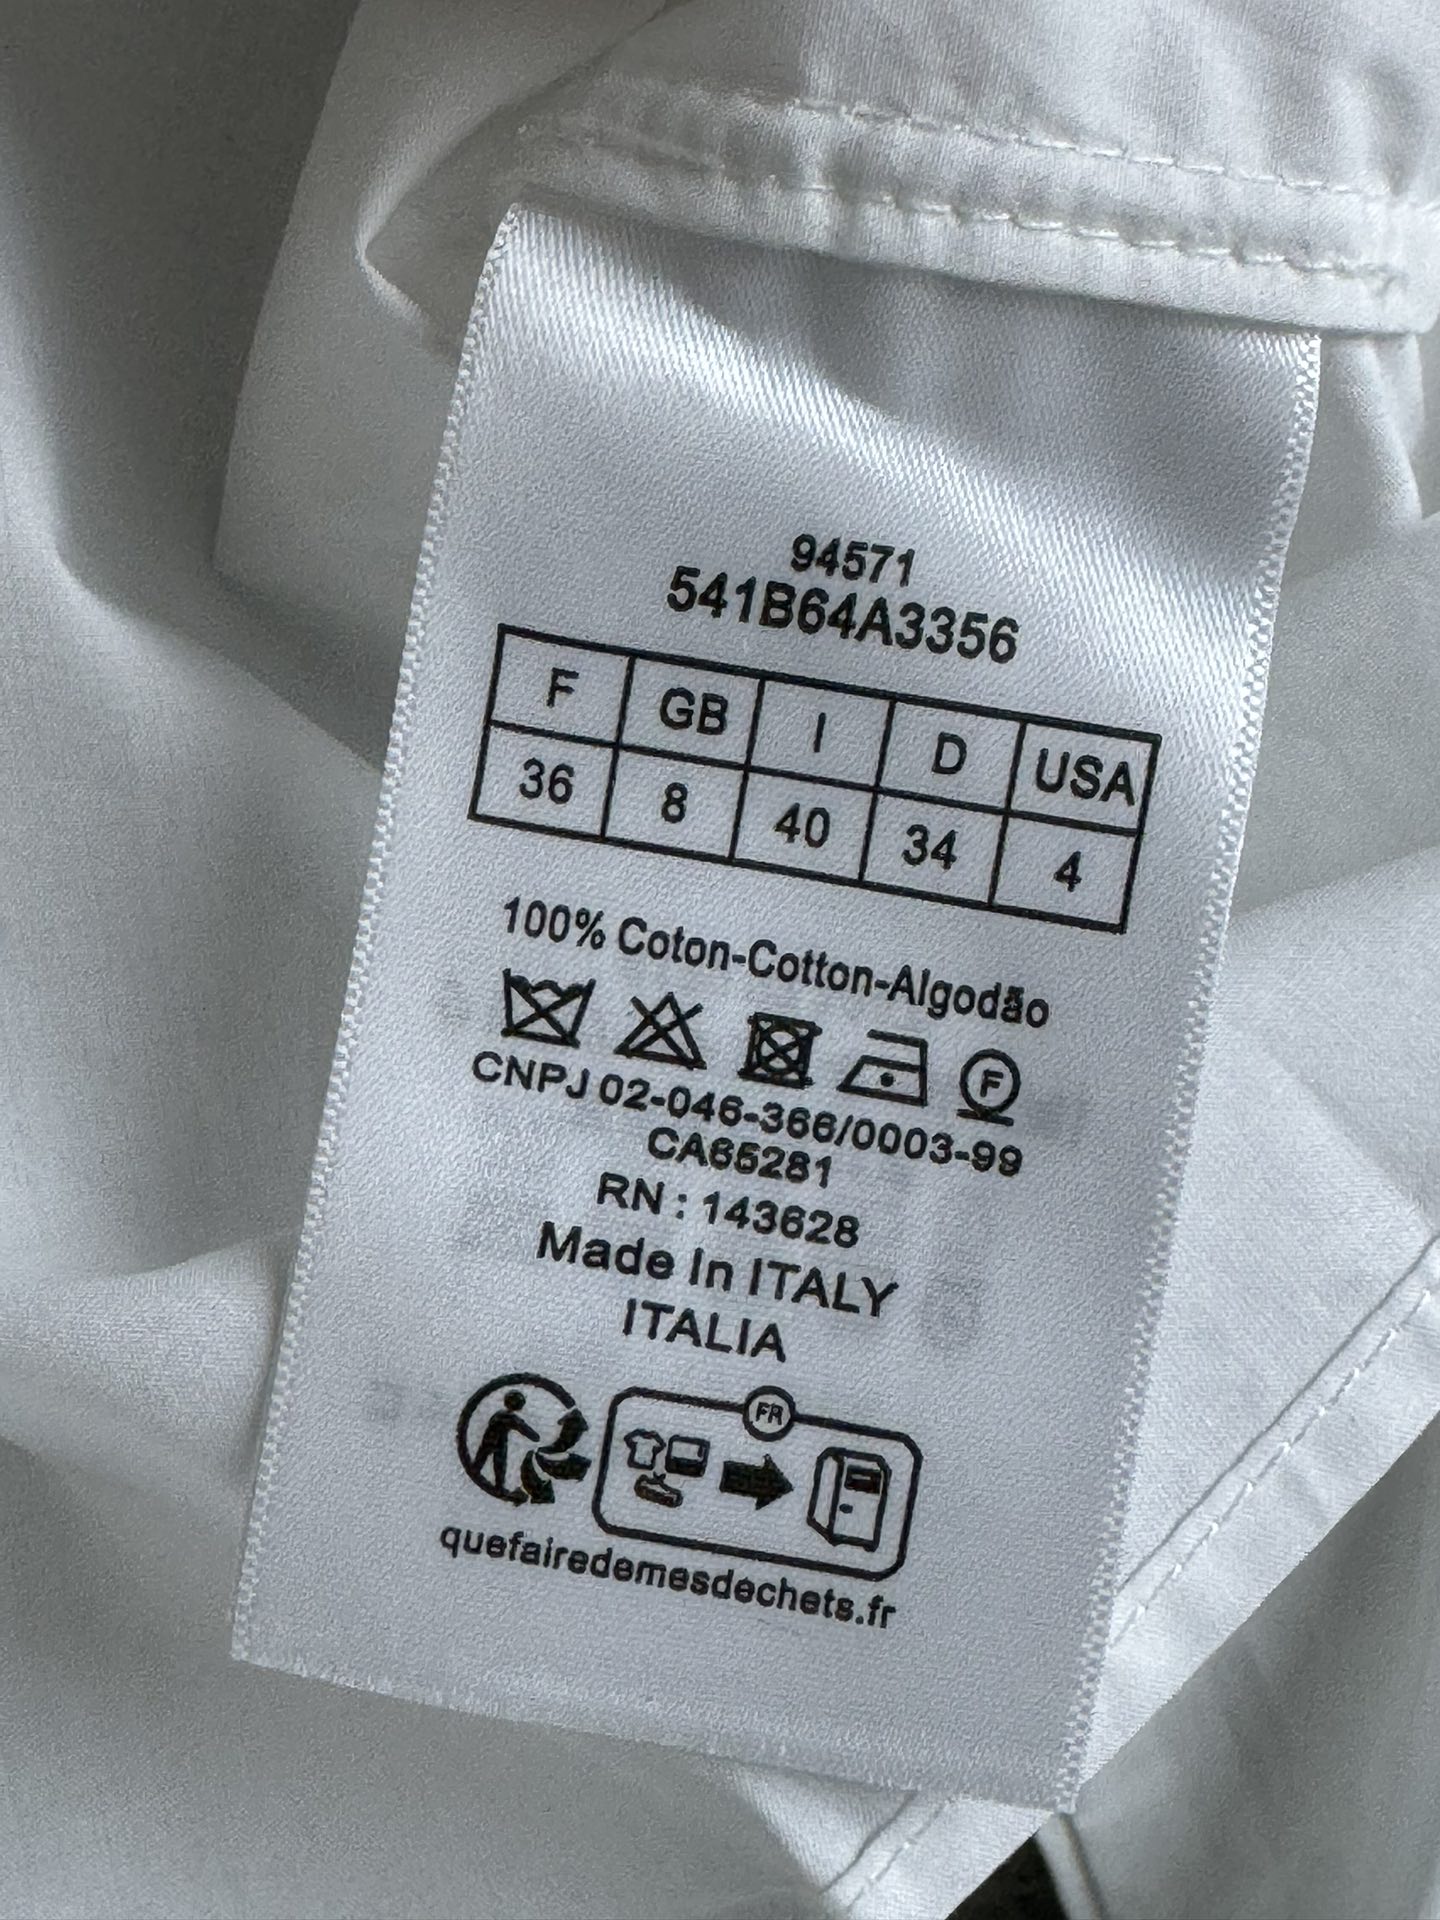 94571
541B64A3356
F GB I D USA
36 8 40 34 4
100% Coton-Cotton-Algodão
F
CNPJ 02-046-366/0003-99
CA65281
RN : 143628
Made In ITALY
ITALIA
FR
quefairedemesdechets.fr